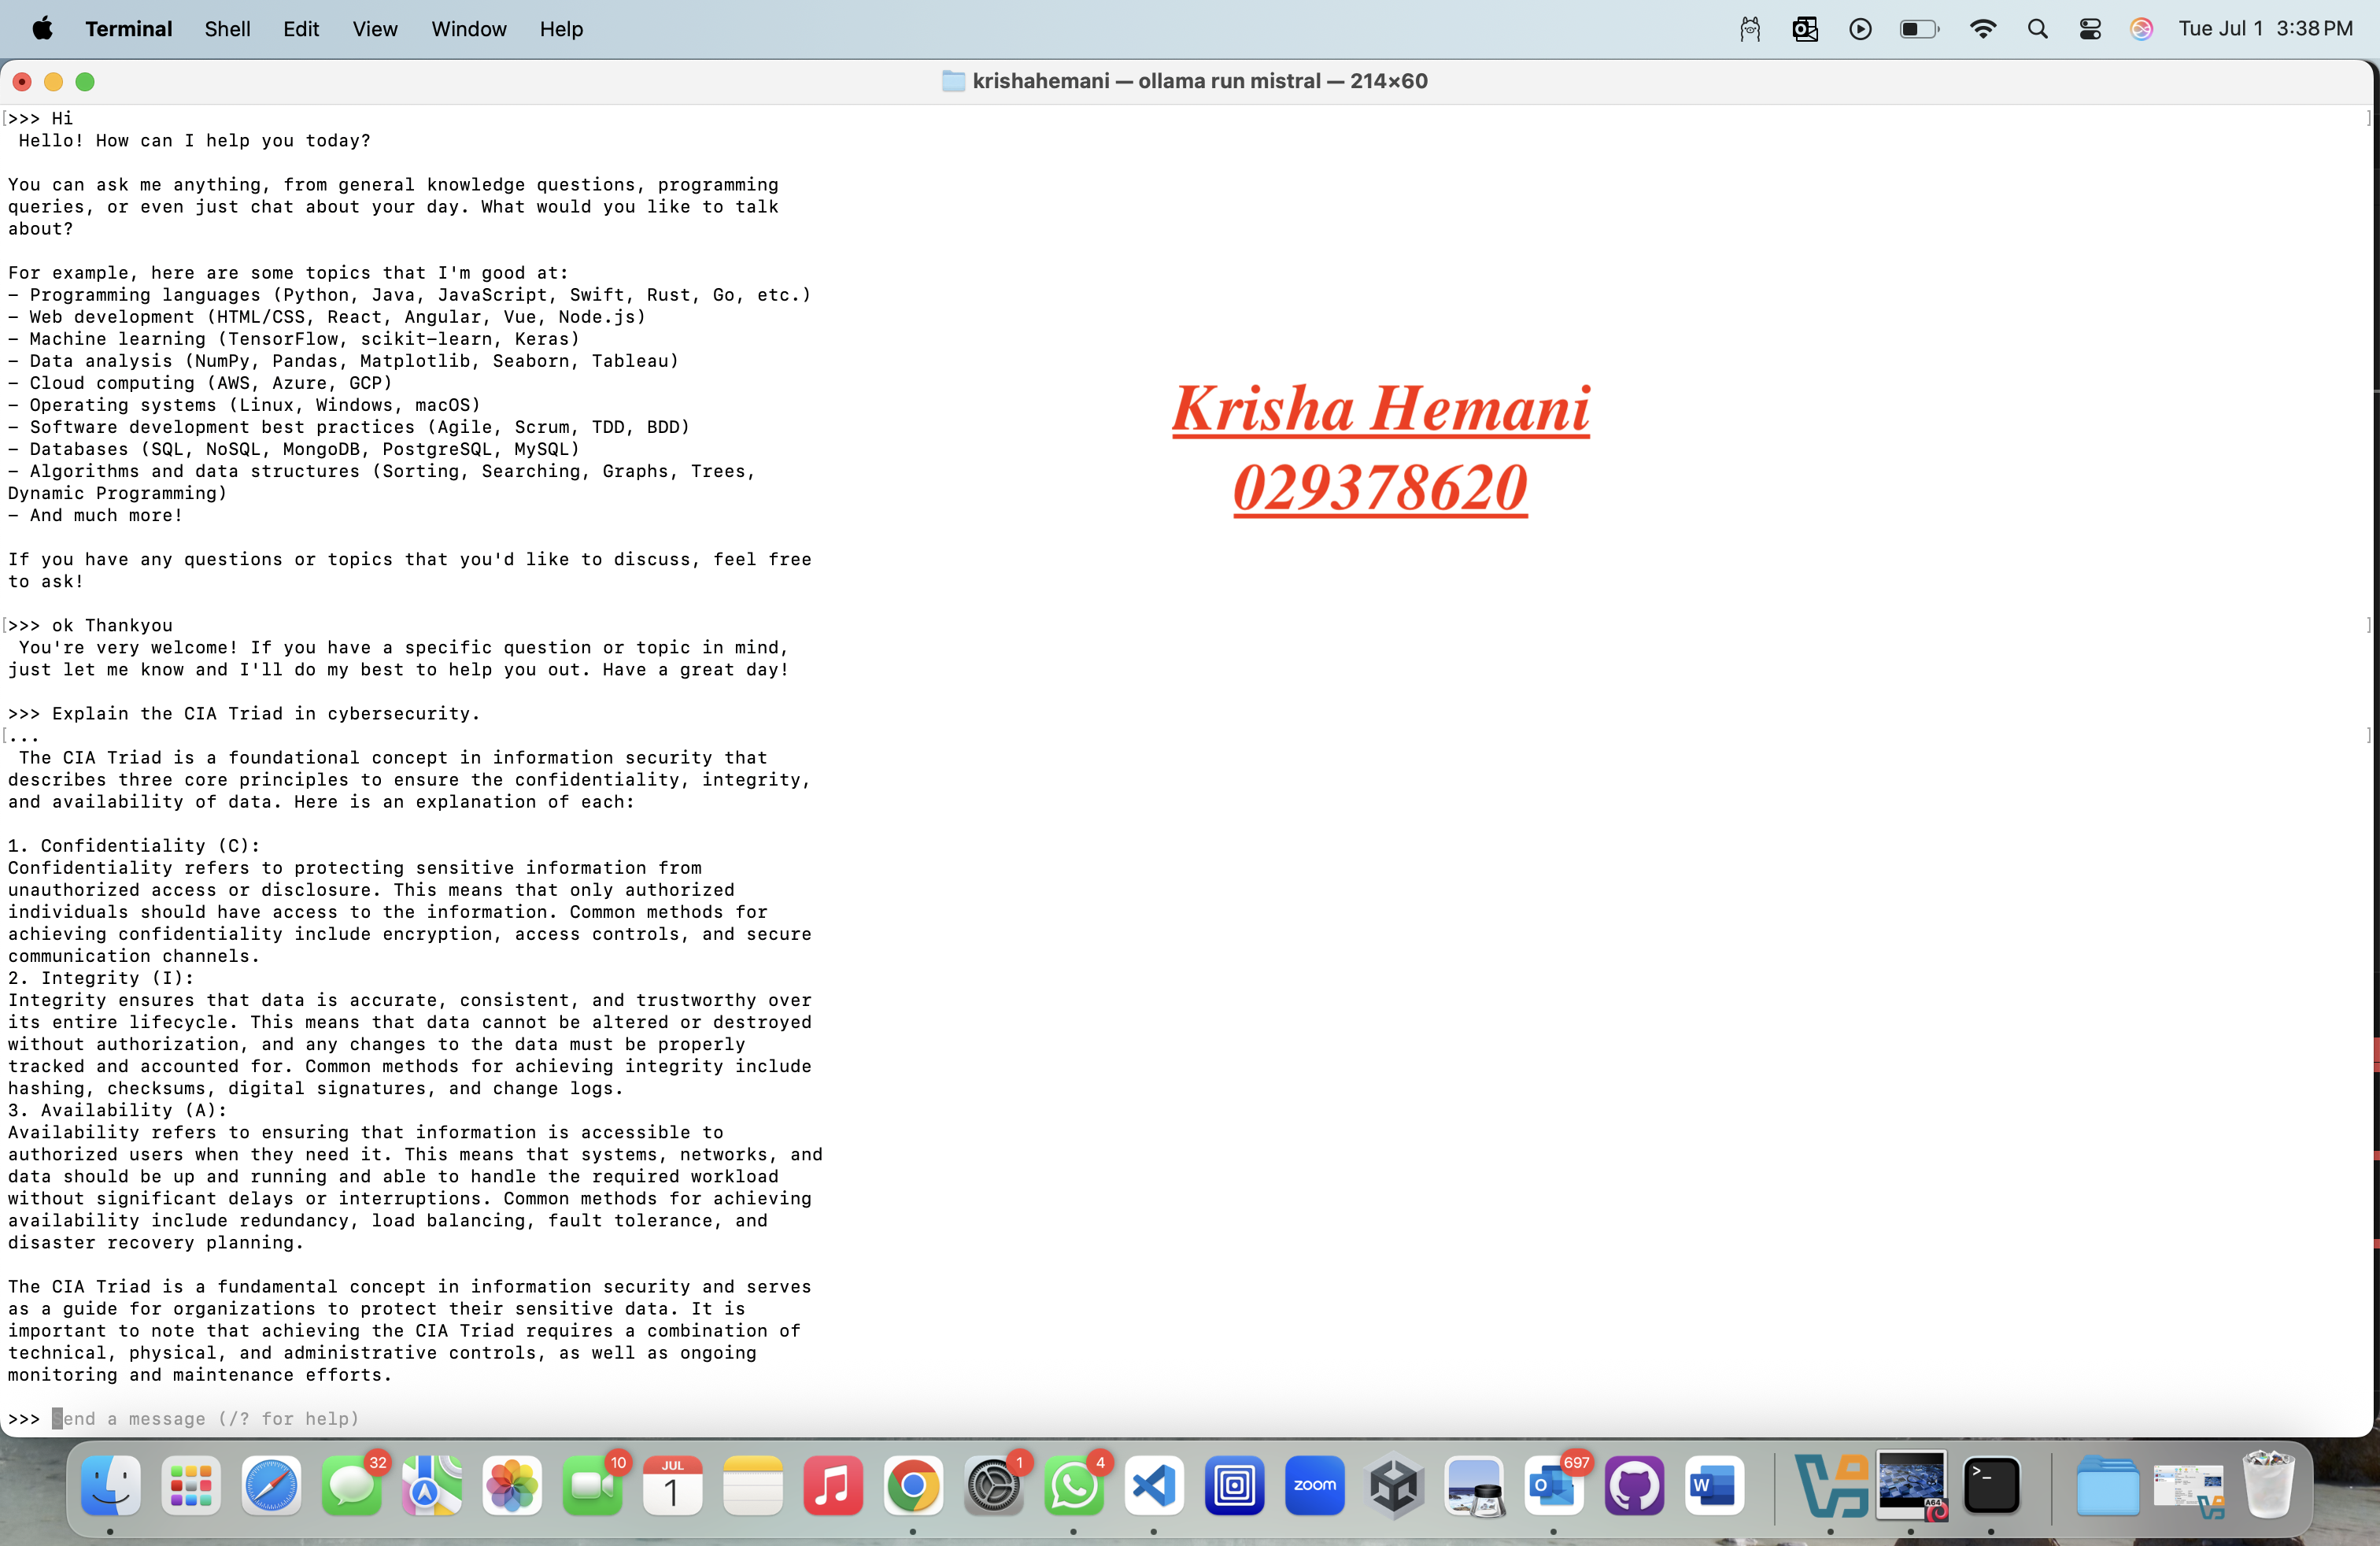 Terminal Shell Edit View Window Help Tue Jul 1 3:38 PM
krishahemani — ollama run mistral — 214×60
[>>> Hi ]
Hello! How can I help you today?
You can ask me anything, from general knowledge questions, programming
queries, or even just chat about your day. What would you like to talk
about?
For example, here are some topics that I'm good at:
- Programming languages (Python, Java, JavaScript, Swift, Rust, Go, etc.)
- Web development (HTML/CSS, React, Angular, Vue, Node.js)
- Machine learning (TensorFlow, scikit-learn, Keras)
- Data analysis (NumPy, Pandas, Matplotlib, Seaborn, Tableau)
- Cloud computing (AWS, Azure, GCP)
- Operating systems (Linux, Windows, macOS)
- Software development best practices (Agile, Scrum, TDD, BDD)
- Databases (SQL, NoSQL, MongoDB, PostgreSQL, MySQL)
- Algorithms and data structures (Sorting, Searching, Graphs, Trees,
Dynamic Programming)
- And much more!
If you have any questions or topics that you'd like to discuss, feel free
to ask!
[>>> ok Thankyou ]
You're very welcome! If you have a specific question or topic in mind,
just let me know and I'll do my best to help you out. Have a great day!
>>> Explain the CIA Triad in cybersecurity.
[... ]
The CIA Triad is a foundational concept in information security that
describes three core principles to ensure the confidentiality, integrity,
and availability of data. Here is an explanation of each:
1. Confidentiality (C):
Confidentiality refers to protecting sensitive information from
unauthorized access or disclosure. This means that only authorized
individuals should have access to the information. Common methods for
achieving confidentiality include encryption, access controls, and secure
communication channels.
2. Integrity (I):
Integrity ensures that data is accurate, consistent, and trustworthy over
its entire lifecycle. This means that data cannot be altered or destroyed
without authorization, and any changes to the data must be properly
tracked and accounted for. Common methods for achieving integrity include
hashing, checksums, digital signatures, and change logs.
3. Availability (A):
Availability refers to ensuring that information is accessible to
authorized users when they need it. This means that systems, networks, and
data should be up and running and able to handle the required workload
without significant delays or interruptions. Common methods for achieving
availability include redundancy, load balancing, fault tolerance, and
disaster recovery planning.
The CIA Triad is a fundamental concept in information security and serves
as a guide for organizations to protect their sensitive data. It is
important to note that achieving the CIA Triad requires a combination of
technical, physical, and administrative controls, as well as ongoing
monitoring and maintenance efforts.
>>> Send a message (/? for help)
Krisha Hemani
029378620
32 10 JUL 1 1 4 zoom O 697 W >_ A64